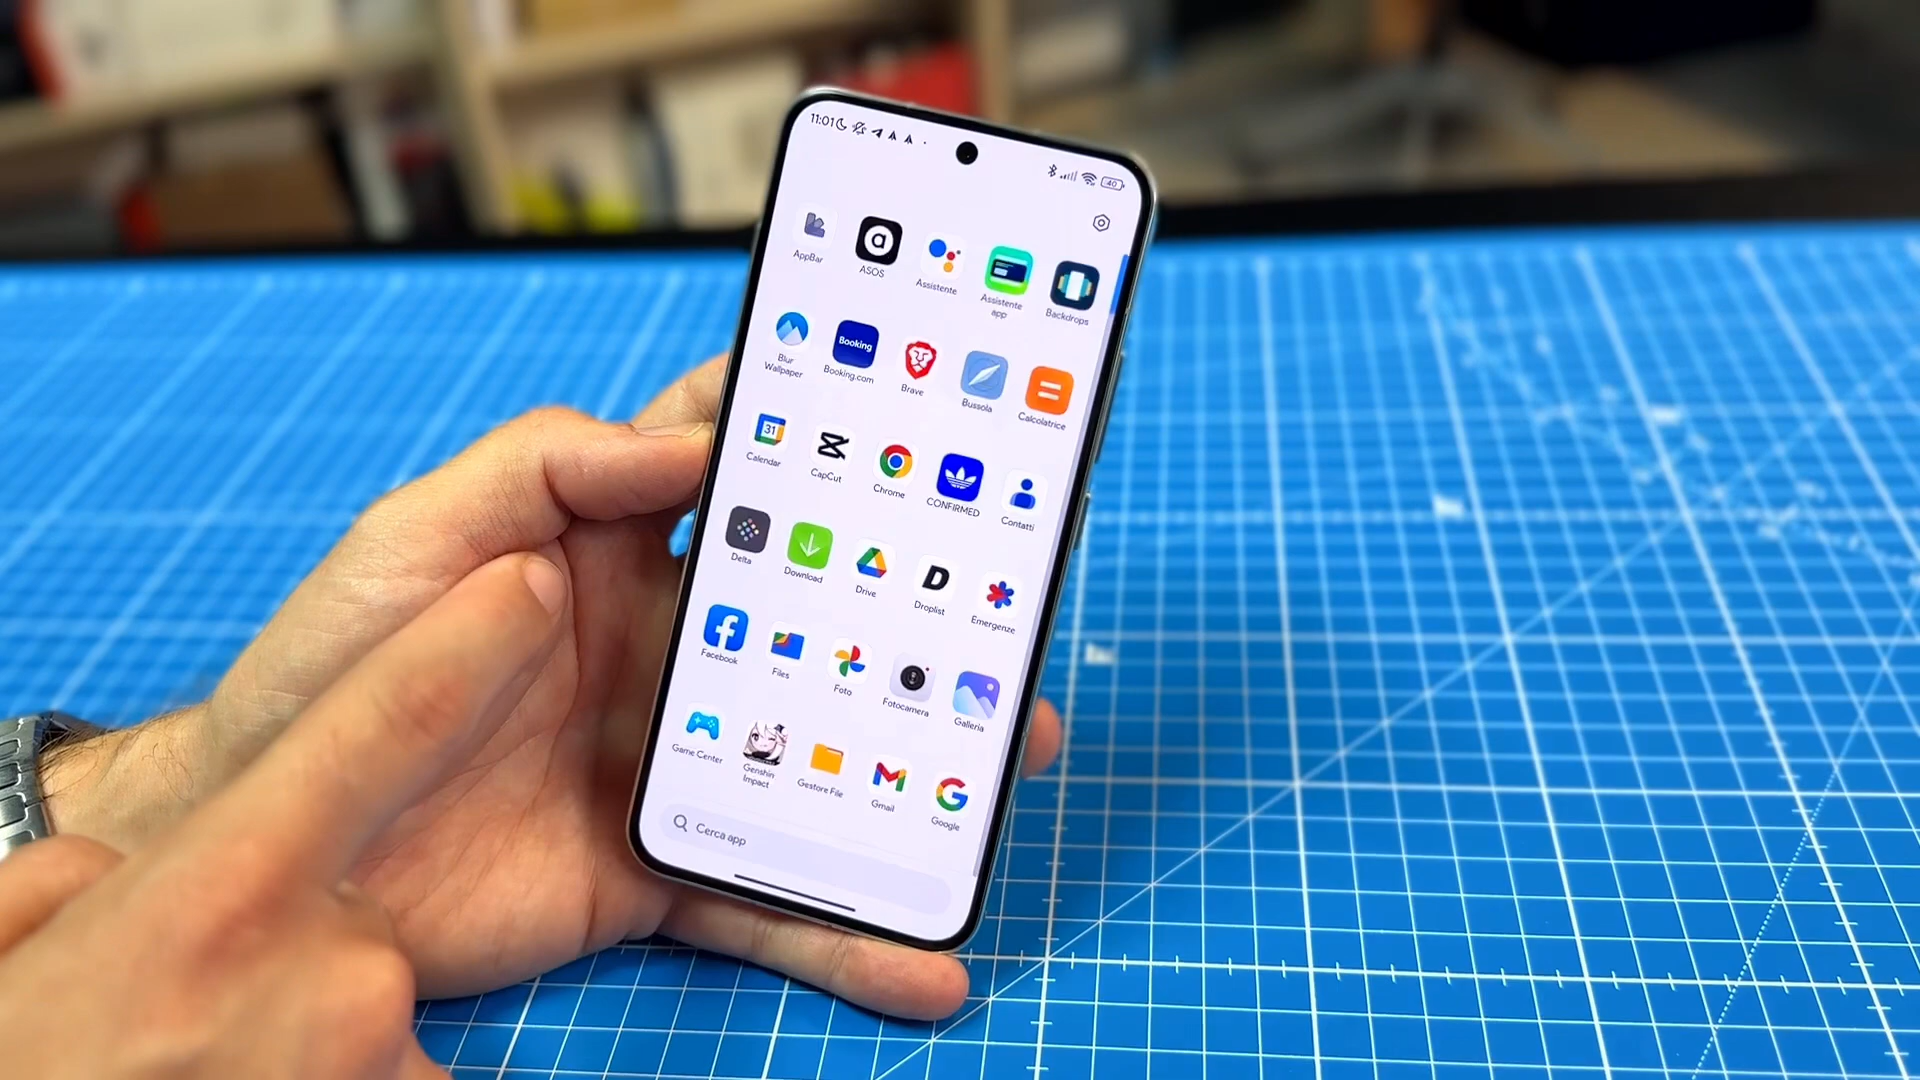 11:01
40
AppBar
ASOS
Assistente
Assistente
app
Backdrops
Blur
Wallpaper
Booking
Booking.com
Brave
Bussola
Calcolatrice
31
Calendar
CapCut
Chrome
CONFIRMED
Contatti
Delta
Download
Drive
D
Droplist
Emergenze
Facebook
Files
Foto
Fotocamera
Galleria
Game Center
Genshin
Impact
Gestore File
Gmail
Google
Cerca app